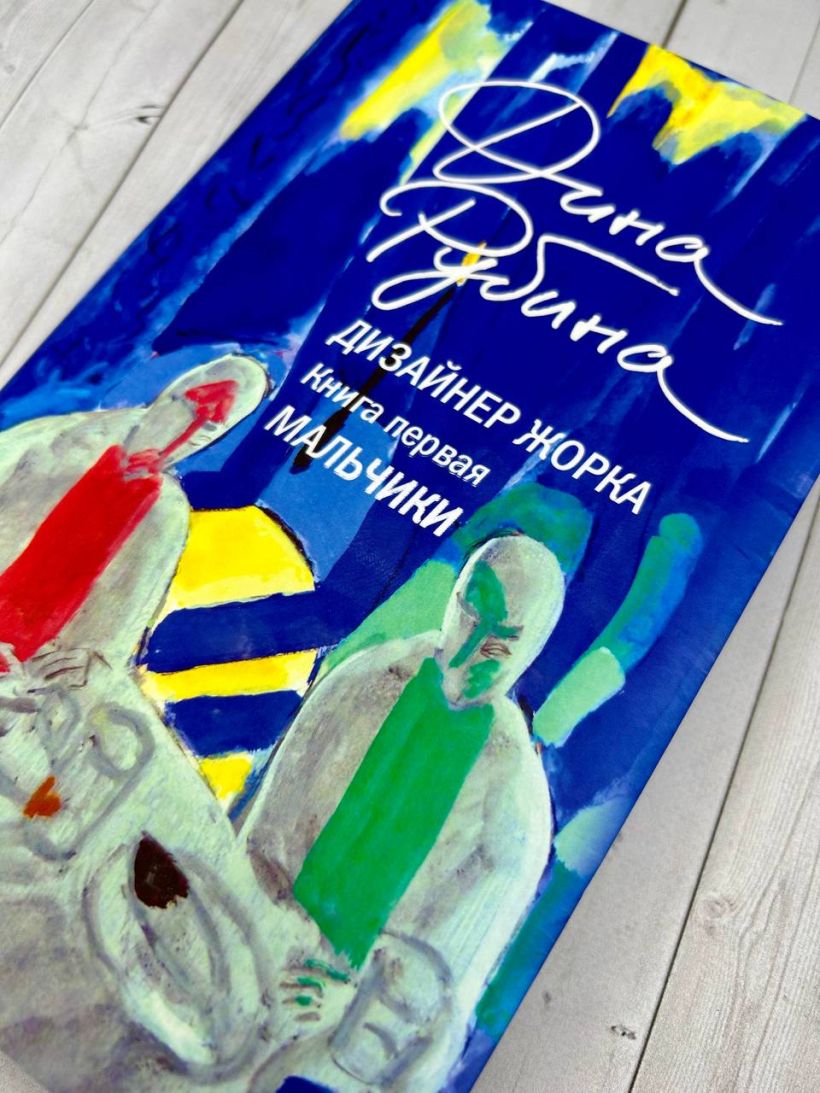 Дина
Рубина
ДИЗАЙНЕР ЖОРКА
Книга первая
МАЛЬЧИКИ